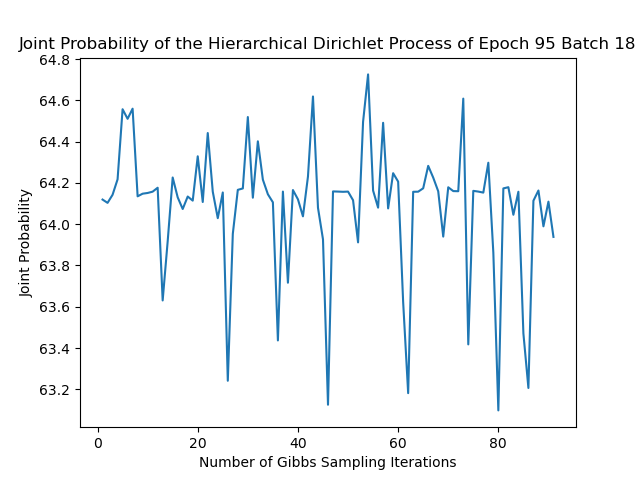 Joint Probability of the Hierarchical Dirichlet Process of Epoch 95 Batch 18
64.8
64.6
64.4
64.2
64.0
63.8
63.6
63.4
63.2
Joint Probability
0 20 40 60 80
Number of Gibbs Sampling Iterations